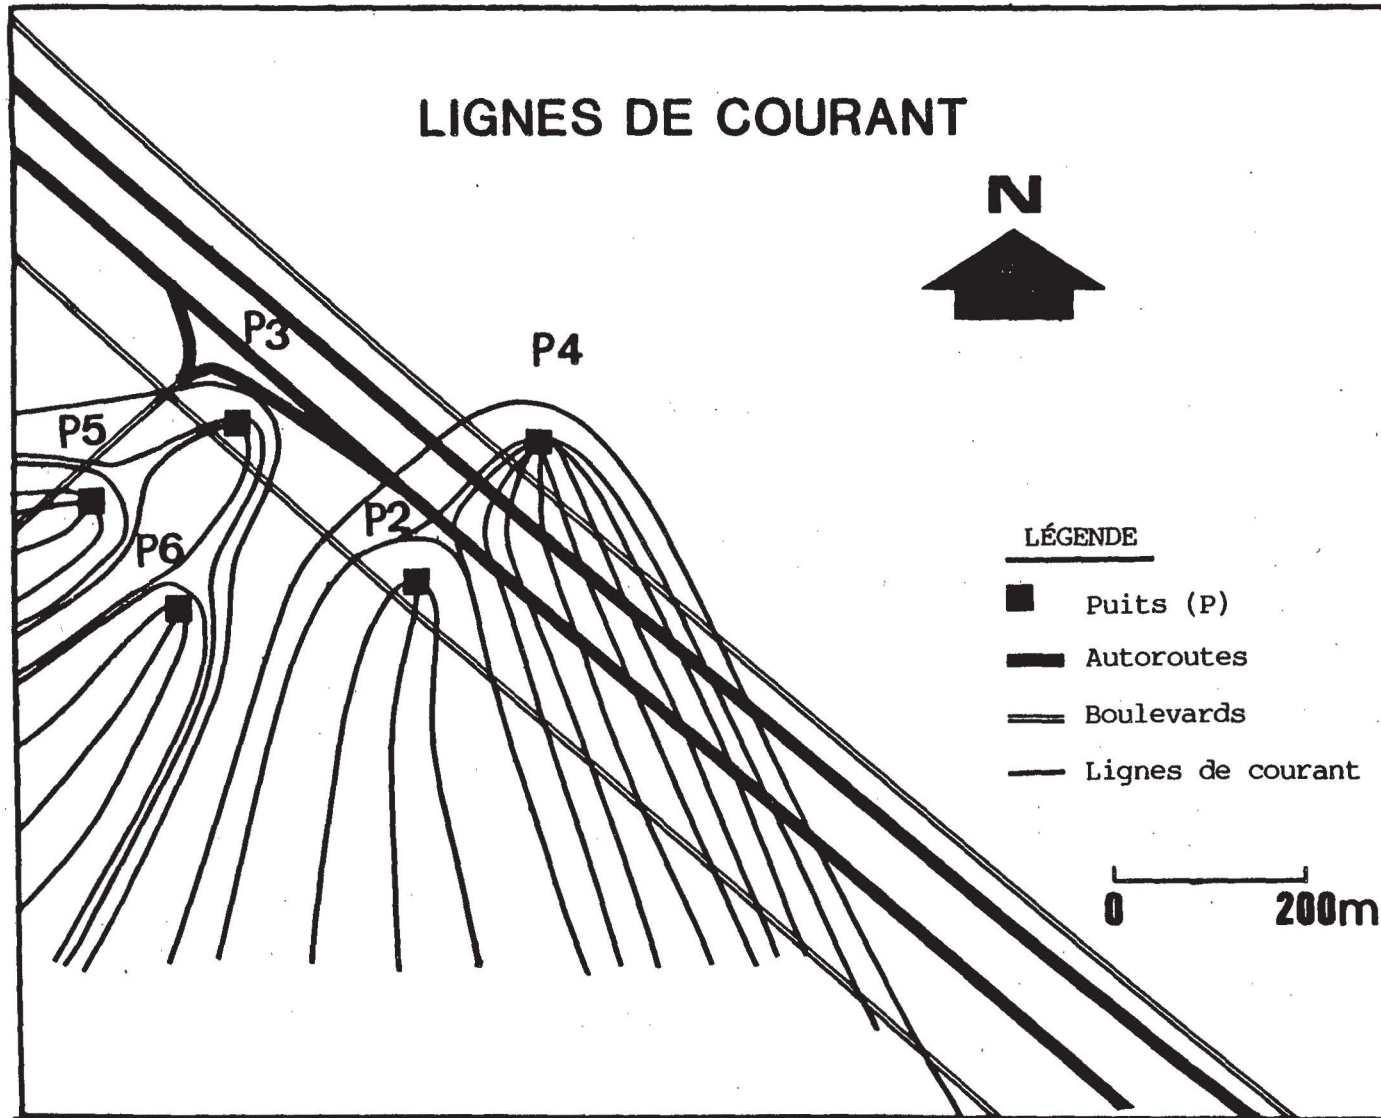 LIGNES DE COURANT
N
P3
P4
P5
P2
P6
LÉGENDE
Puits (P)
Autoroutes
Boulevards
Lignes de courant
0 200m